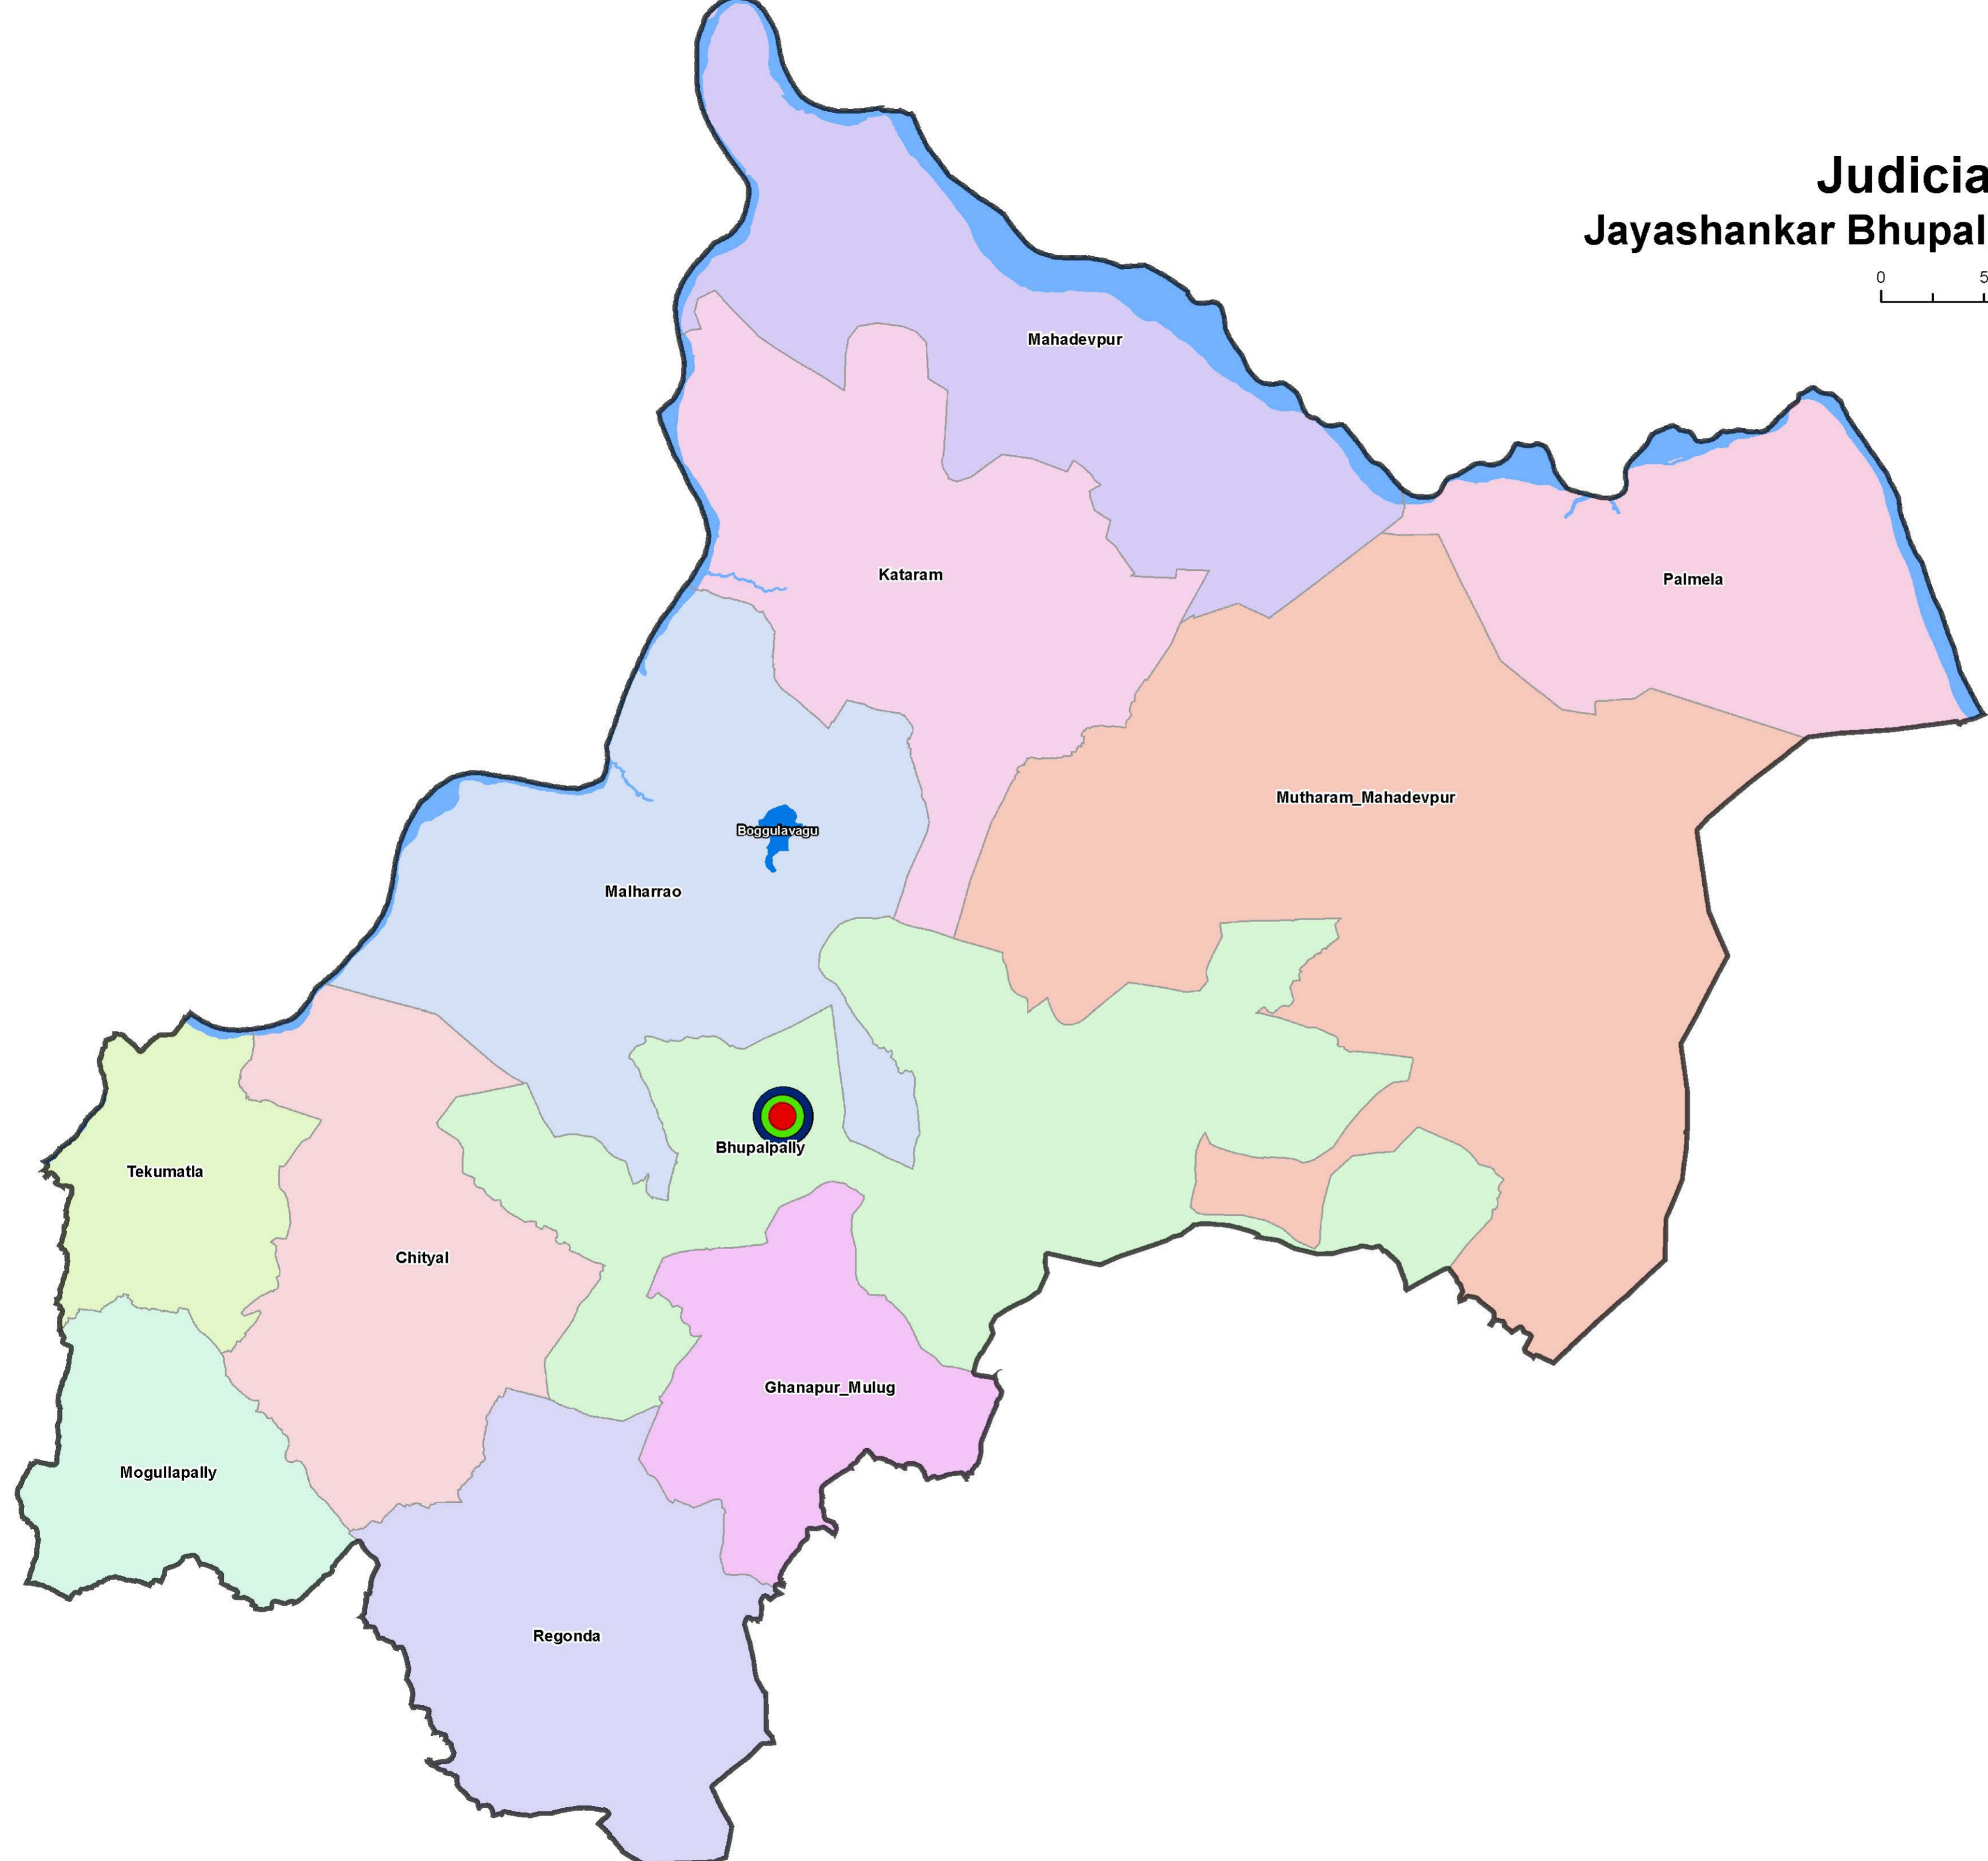 Judicia
Jayashankar Bhupal
0 5
Mahadevpur
Kataram
Palmela
Mutharam_Mahadevpur
Boggulavagu
Malharrao
Bhupalpally
Tekumatla
Chityal
Ghanapur_Mulug
Mogullapally
Regonda